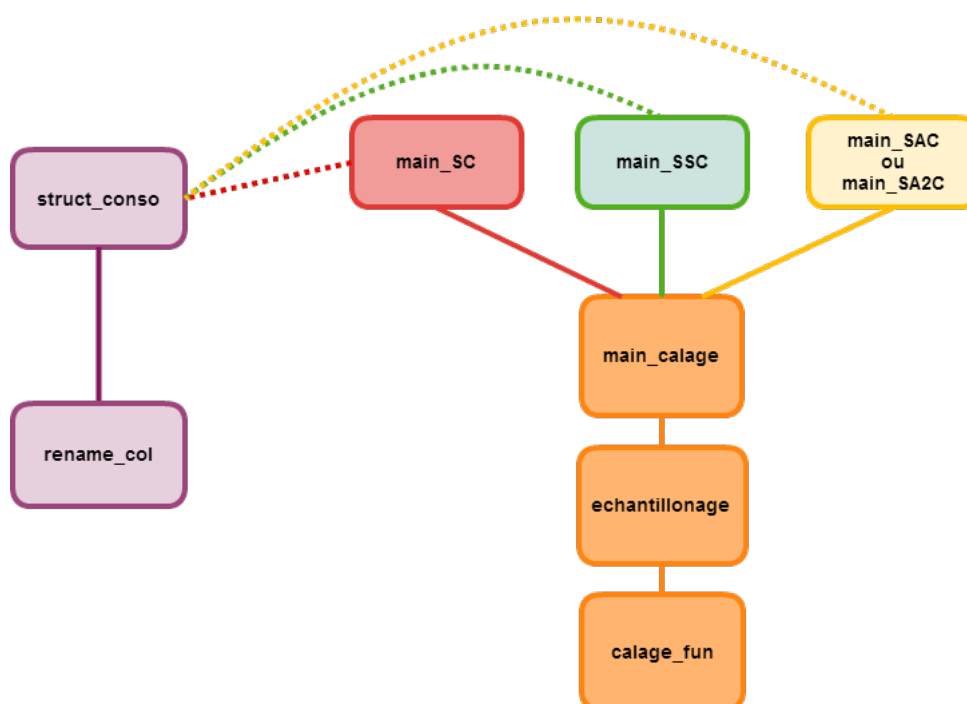 struct_conso
main_SC
main_SSC
main_SAC
ou
main_SA2C
main_calage
rename_col
echantillonage
calage_fun